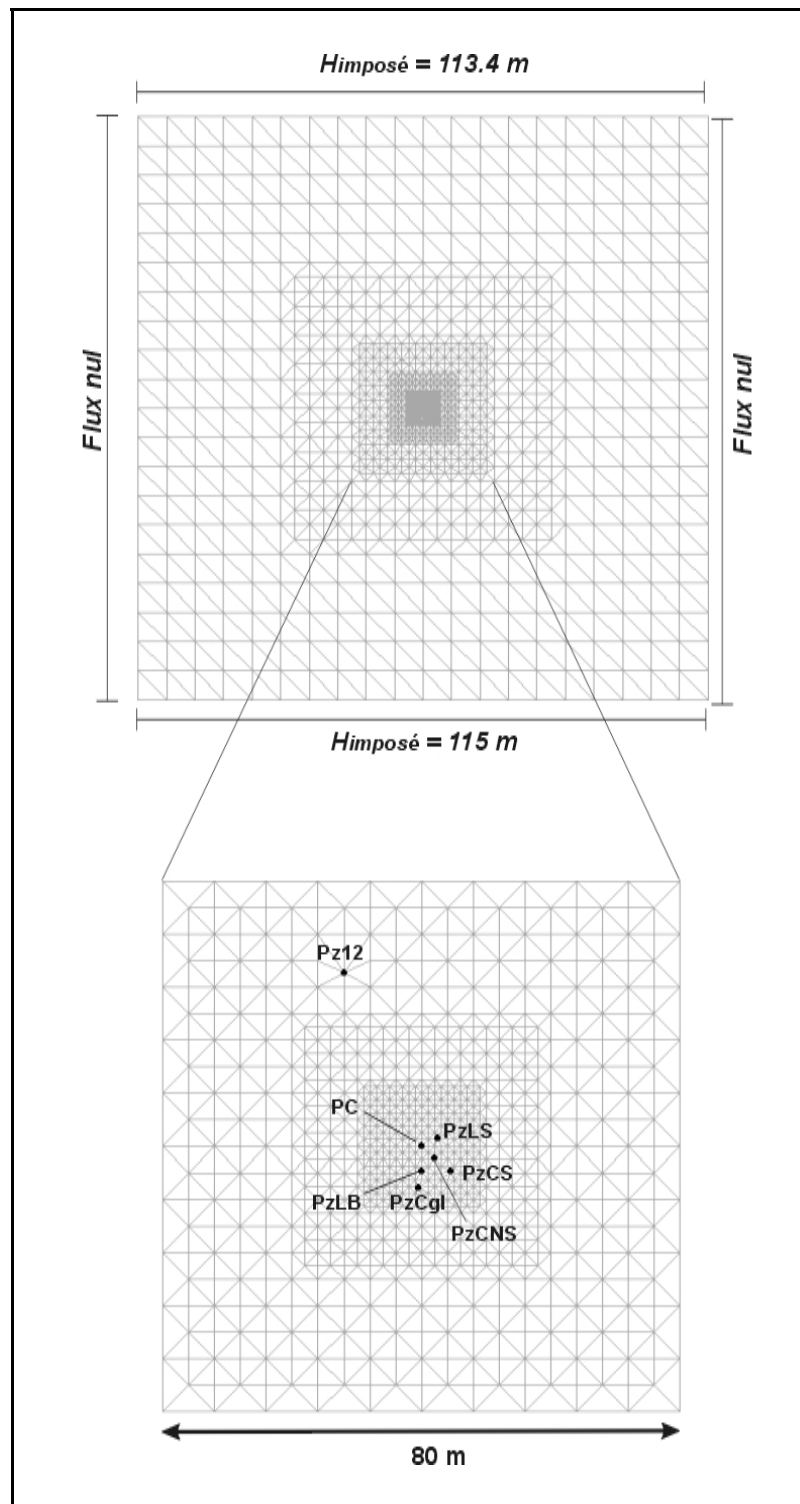 Himposé = 113.4 m
Flux nul
Flux nul
Himposé = 115 m
Pz12
PC
PzLS
PzCS
PzLB
PzCgl
PzCNS
80 m